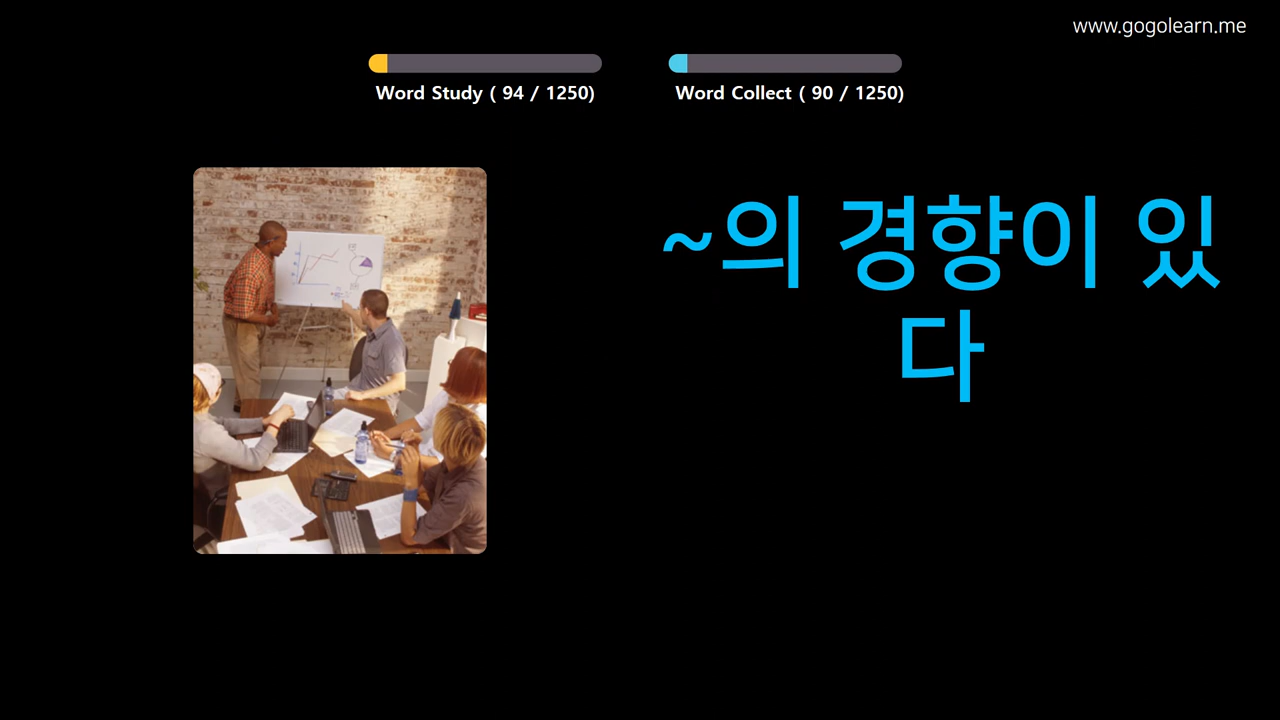 www.gogolearn.me
Word Study ( 94 / 1250)
Word Collect ( 90 / 1250)
~의 경향이 있
다